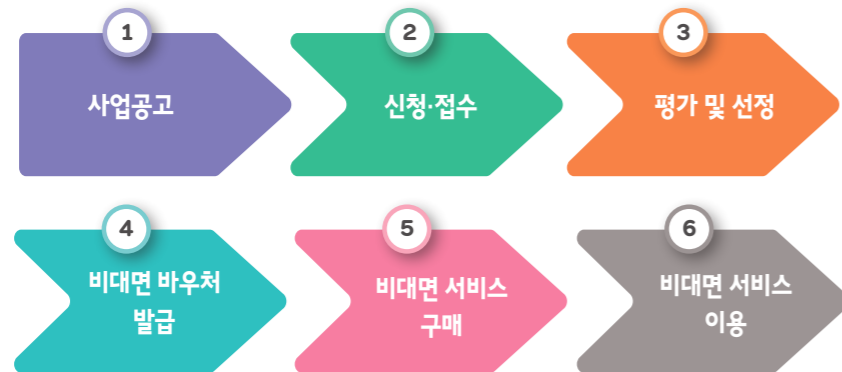 1
사업공고
2
신청·접수
3
평가 및 선정
4
비대면 바우처
발급
5
비대면 서비스
구매
6
비대면 서비스
이용